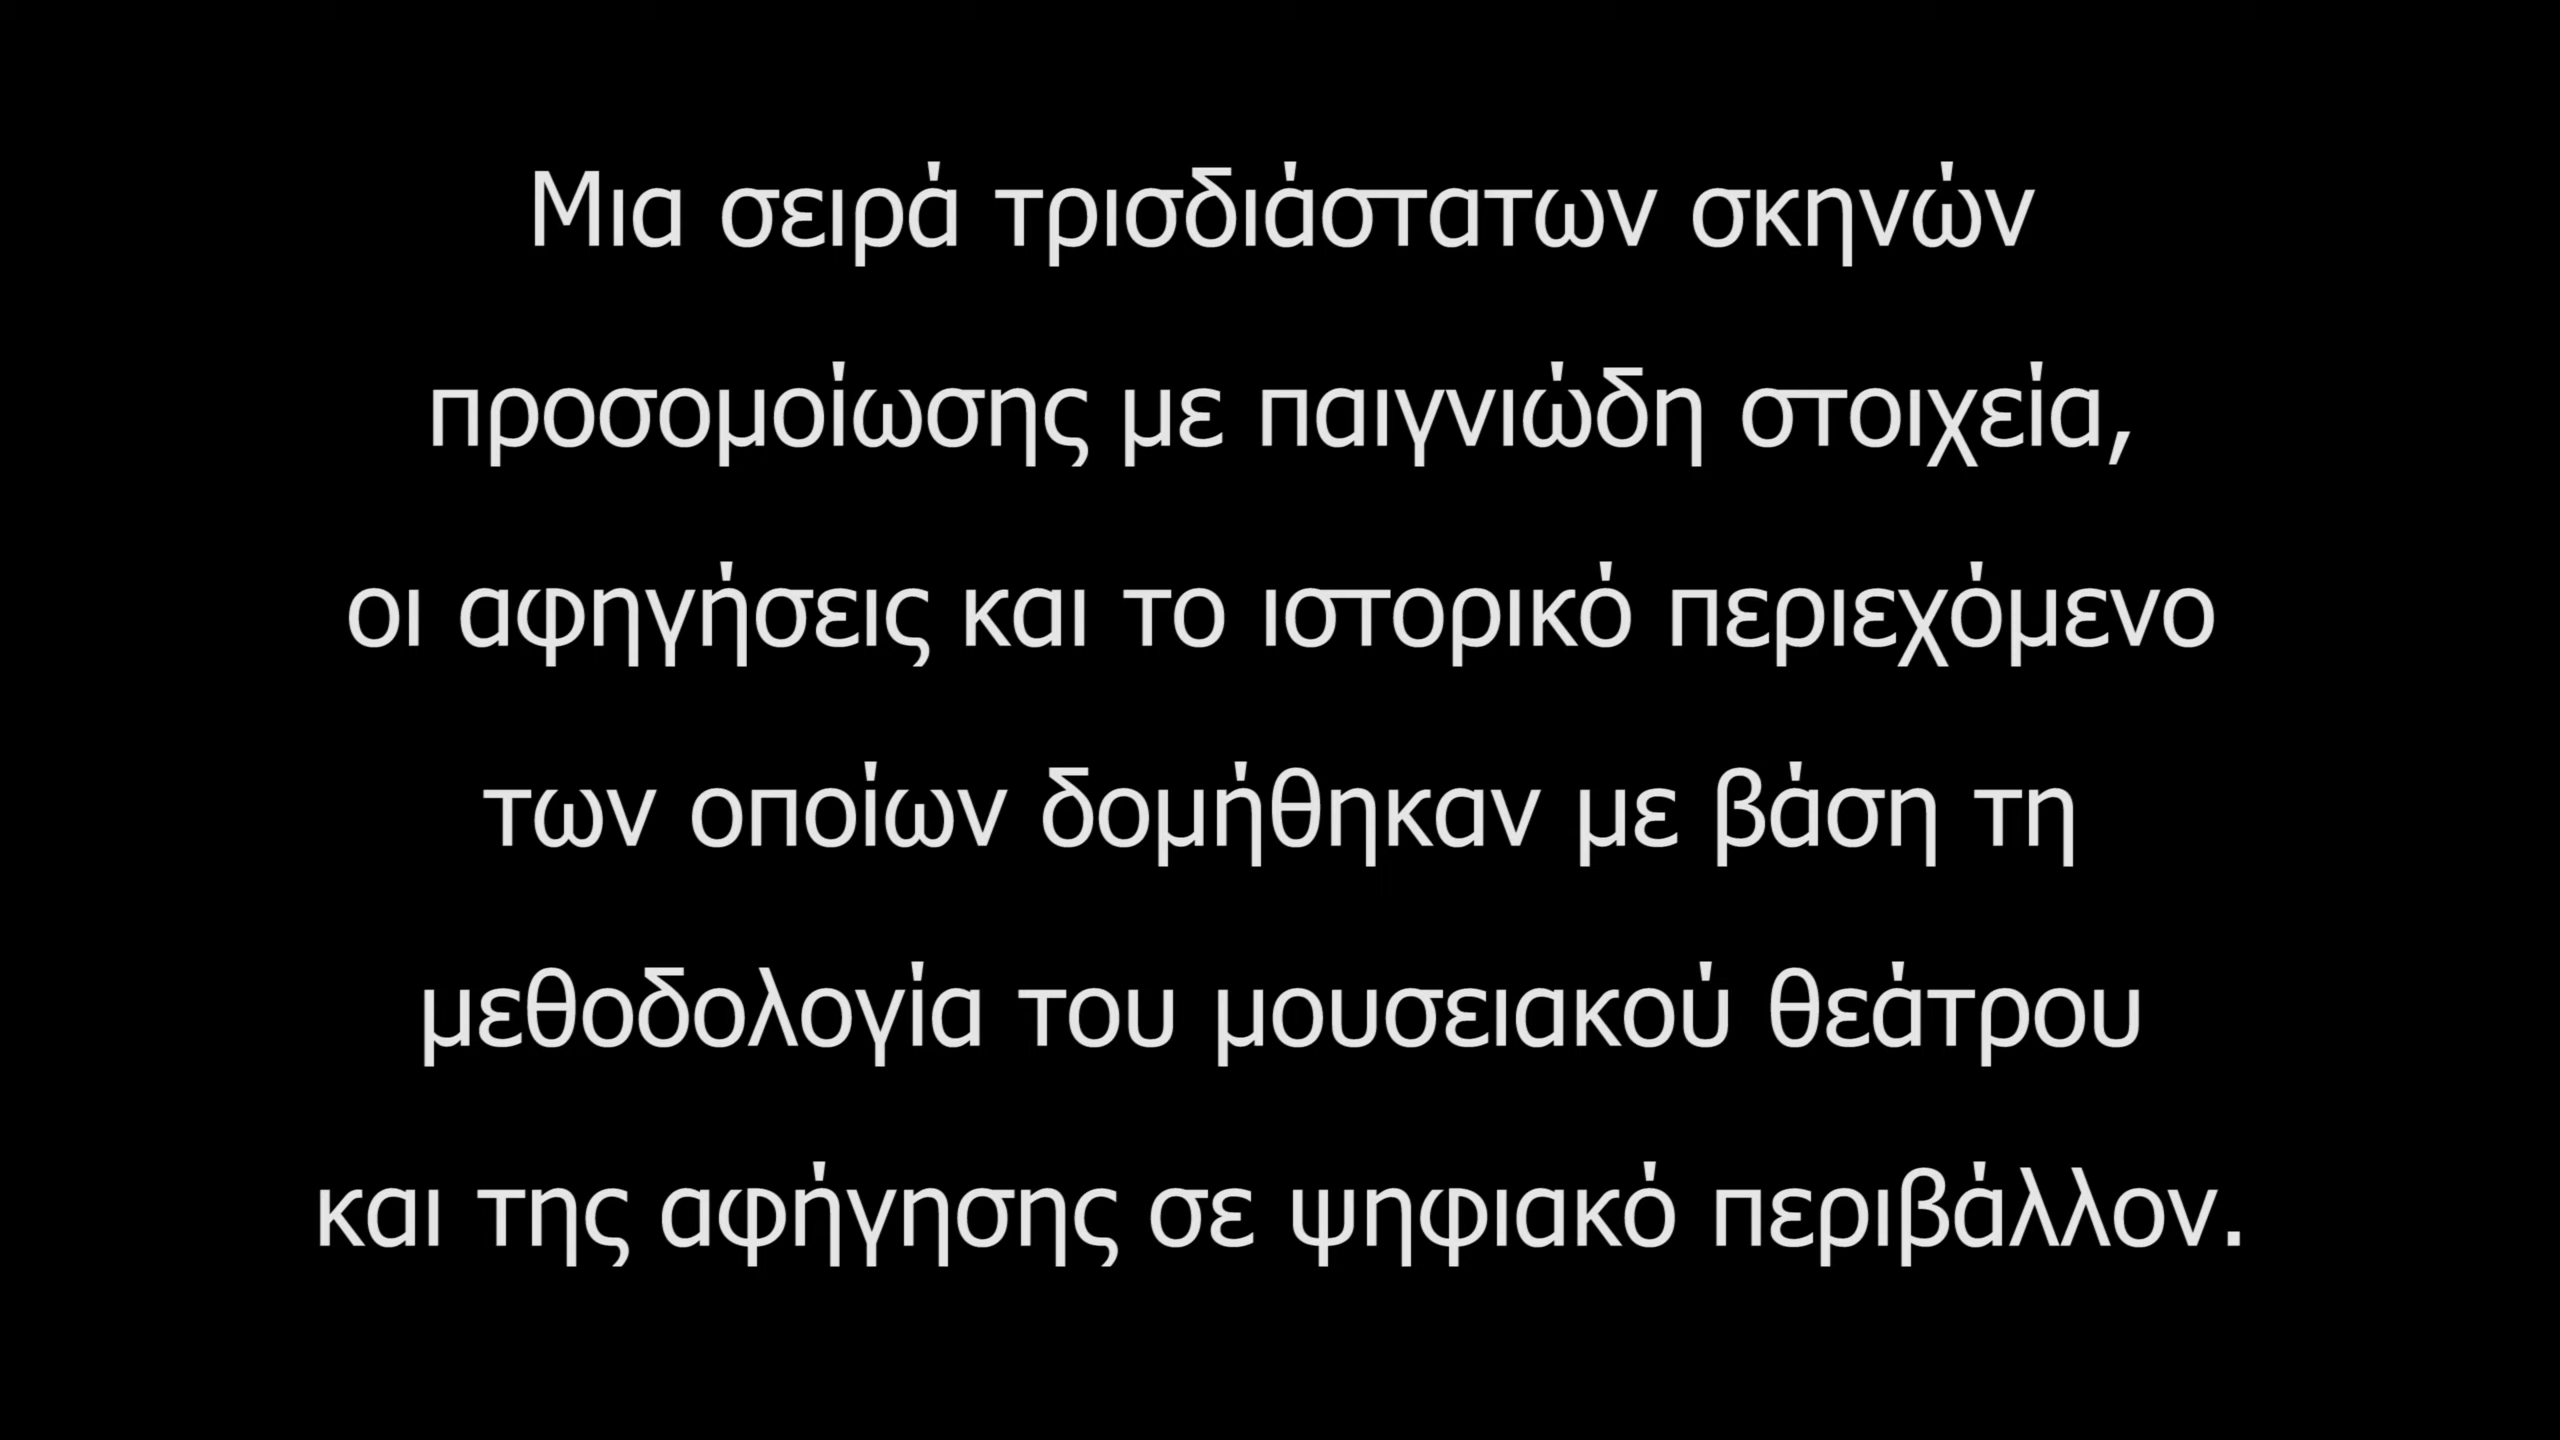 Μια σειρά τρισδιάστατων σκηνών
προσομοίωσης με παιγνιώδη στοιχεία,
οι αφηγήσεις και το ιστορικό περιεχόμενο
των οποίων δομήθηκαν με βάση τη
μεθοδολογία του μουσειακού θεάτρου
και της αφήγησης σε ψηφιακό περιβάλλον.